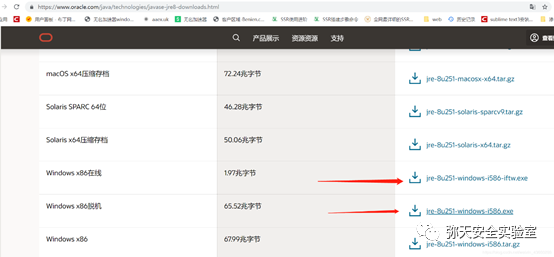 https://www.oracle.com/java/technologies/javase-jre8-downloads.html
产品展示 资源资源 支持 查看
macOS x64压缩存档 72.24兆字节 jre-8u251-macosx-x64.tar.gz
Solaris SPARC 64位 46.28兆字节 jre-8u251-solaris-sparcv9.tar.gz
Solaris x64压缩存档 50.06兆字节 jre-8u251-solaris-x64.tar.gz
Windows x86在线 1.97兆字节 jre-8u251-windows-i586-iftw.exe
Windows x86脱机 65.52兆字节 jre-8u251-windows-i586.exe
Windows x86 67.99兆字节 jre-8u251-windows-i586.tar.gz
弥天安全实验室